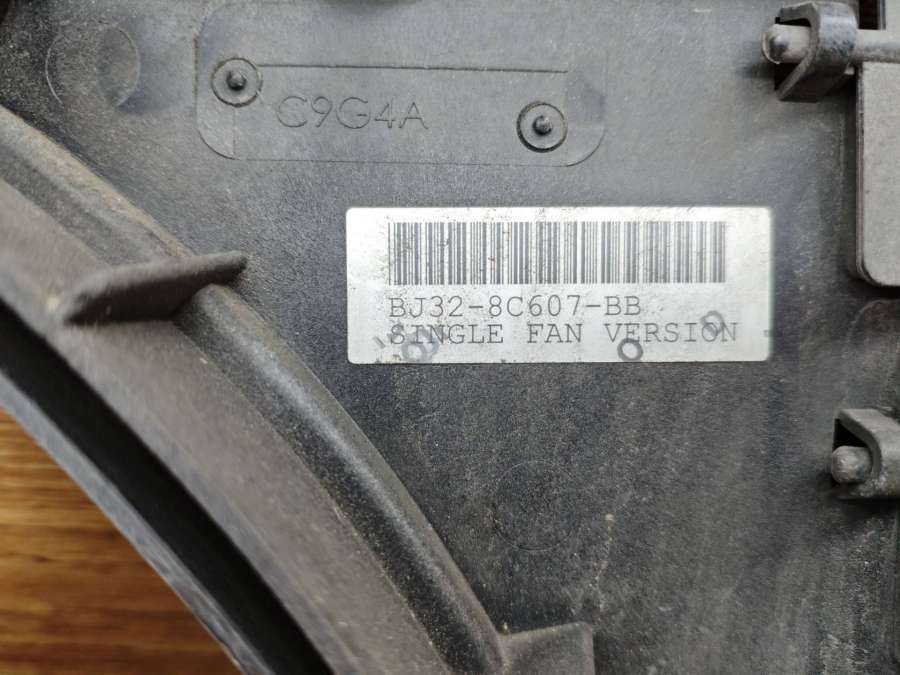 C9G4A
BJ32-8C607-BB
SINGLE FAN VERSION